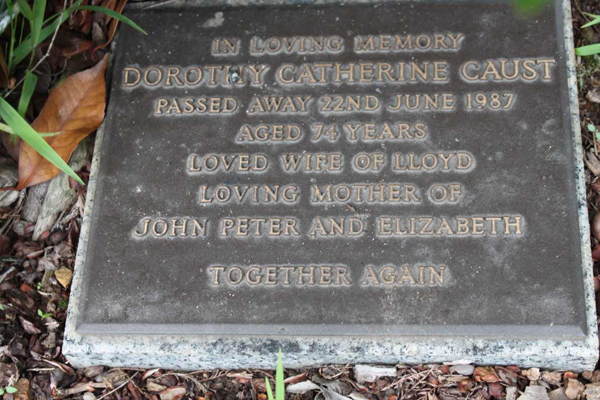 IN LOVING MEMORY
DOROTHY CATHERINE CAUST
PASSED AWAY 22ND JUNE 1987
AGED 74 YEARS
LOVED WIFE OF LLOYD
LOVING MOTHER OF
JOHN PETER AND ELIZABETH
TOGETHER AGAIN